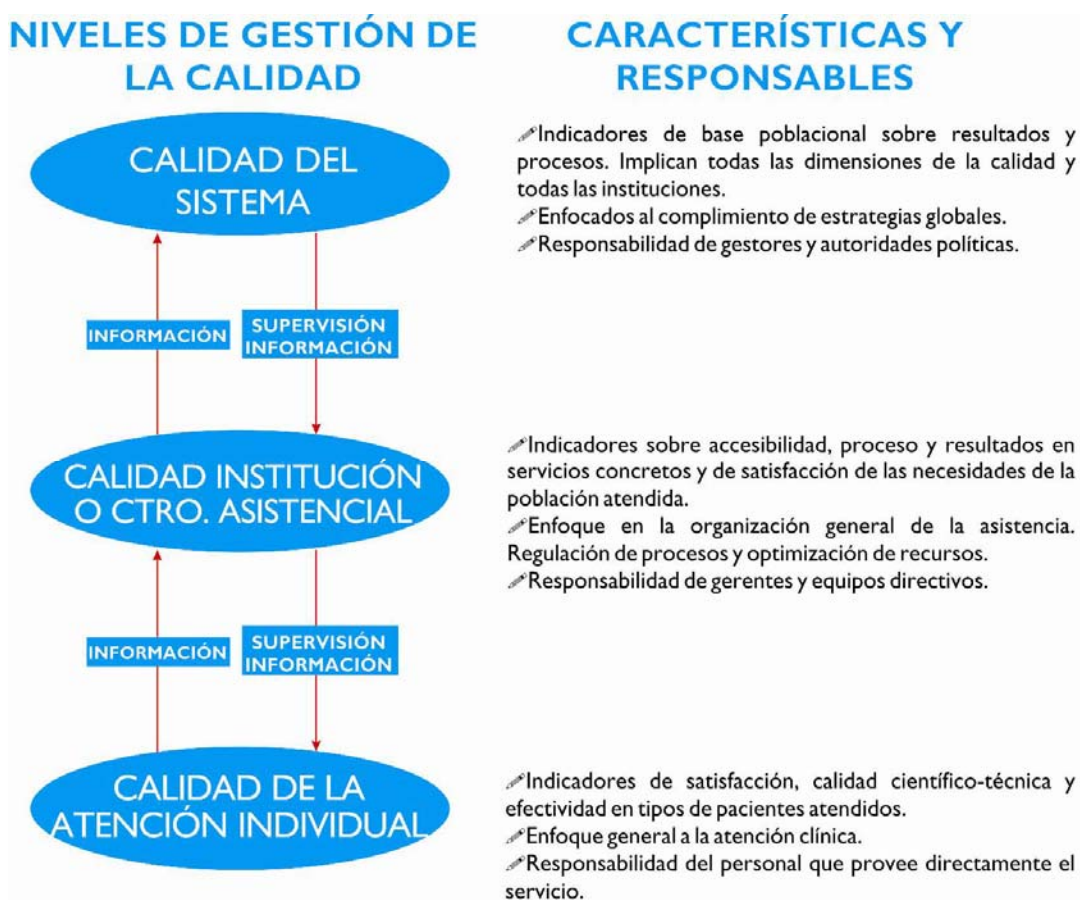 NIVELES DE GESTIÓN DE
LA CALIDAD
CARACTERÍSTICAS Y
RESPONSABLES
CALIDAD DEL
SISTEMA
Indicadores de base poblacional sobre resultados y
procesos. Implican todas las dimensiones de la calidad y
todas las instituciones.
Enfocados al complimiento de estrategias globales.
Responsabilidad de gestores y autoridades políticas.
INFORMACIÓN
SUPERVISIÓN
INFORMACIÓN
CALIDAD INSTITUCIÓN
O CTRO. ASISTENCIAL
Indicadores sobre accesibilidad, proceso y resultados en
servicios concretos y de satisfacción de las necesidades de la
población atendida.
Enfoque en la organización general de la asistencia.
Regulación de procesos y optimización de recursos.
Responsabilidad de gerentes y equipos directivos.
INFORMACIÓN
SUPERVISIÓN
INFORMACIÓN
CALIDAD DE LA
ATENCIÓN INDIVIDUAL
Indicadores de satisfacción, calidad científico-técnica y
efectividad en tipos de pacientes atendidos.
Enfoque general a la atención clínica.
Responsabilidad del personal que provee directamente el
servicio.